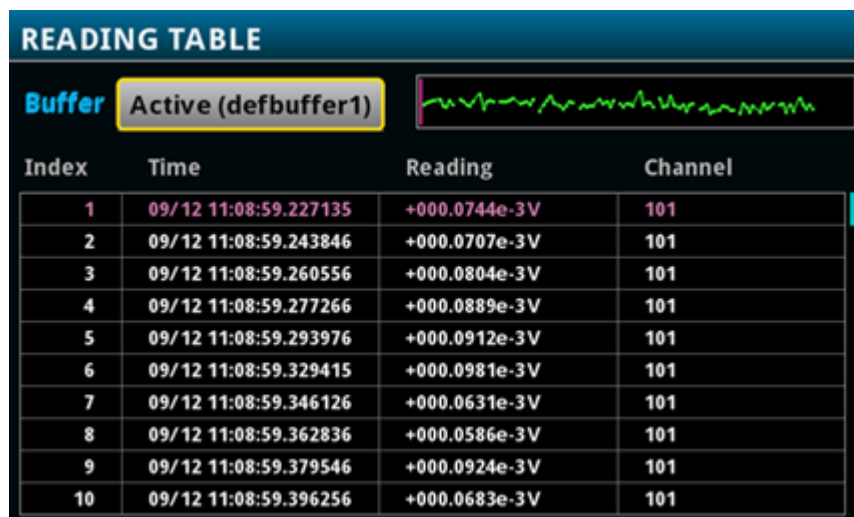 READING TABLE
Buffer Active (defbuffer1)
Index Time Reading Channel
1 09/12 11:08:59.227135 +000.0744e-3V 101
2 09/12 11:08:59.243846 +000.0707e-3V 101
3 09/12 11:08:59.260556 +000.0804e-3V 101
4 09/12 11:08:59.277266 +000.0889e-3V 101
5 09/12 11:08:59.293976 +000.0912e-3V 101
6 09/12 11:08:59.329415 +000.0981e-3V 101
7 09/12 11:08:59.346126 +000.0631e-3V 101
8 09/12 11:08:59.362836 +000.0586e-3V 101
9 09/12 11:08:59.379546 +000.0924e-3V 101
10 09/12 11:08:59.396256 +000.0683e-3V 101